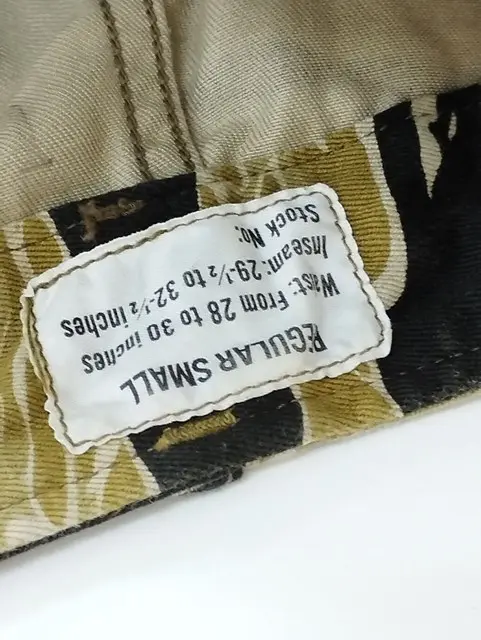 REGULAR SMALL
Waist: From 28 to 30 inches
Inseam: 29-½ to 32-½ inches
Stock No: